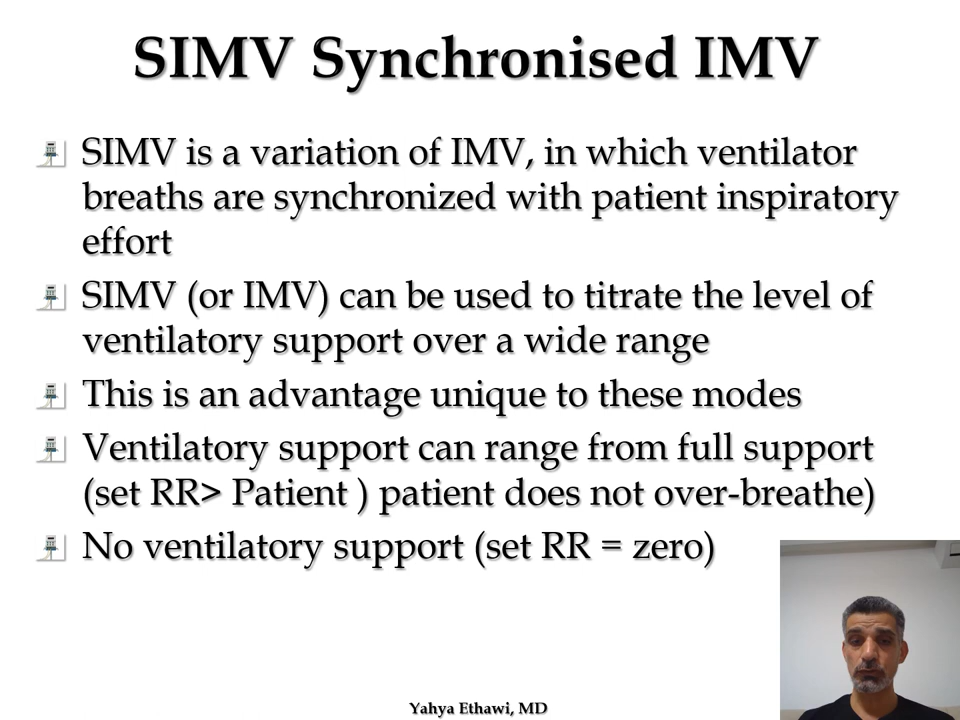 SIMV Synchronised IMV
SIMV is a variation of IMV, in which ventilator
breaths are synchronized with patient inspiratory
effort
SIMV (or IMV) can be used to titrate the level of
ventilatory support over a wide range
This is an advantage unique to these modes
Ventilatory support can range from full support
(set RR> Patient ) patient does not over-breathe)
No ventilatory support (set RR = zero)
Yahya Ethawi, MD